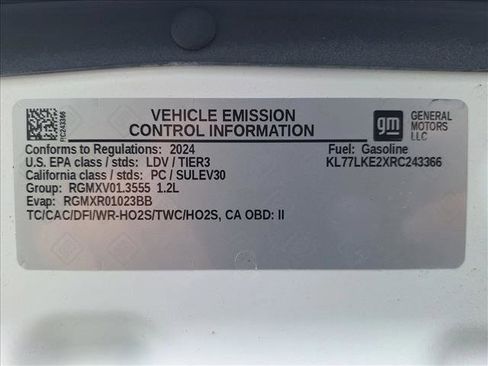 VEHICLE EMISSION
CONTROL INFORMATION
gm GENERAL
MOTORS
LLC
RC243366
Conforms to Regulations: 2024 Fuel: Gasoline
U.S. EPA class / stds: LDV / TIER3 KL77LKE2XRC243366
California class / stds: PC / SULEV30
Group: RGMXV01.3555 1.2L
Evap: RGMXR01023BB
TC/CAC/DFI/WR-HO2S/TWC/HO2S, CA OBD: II